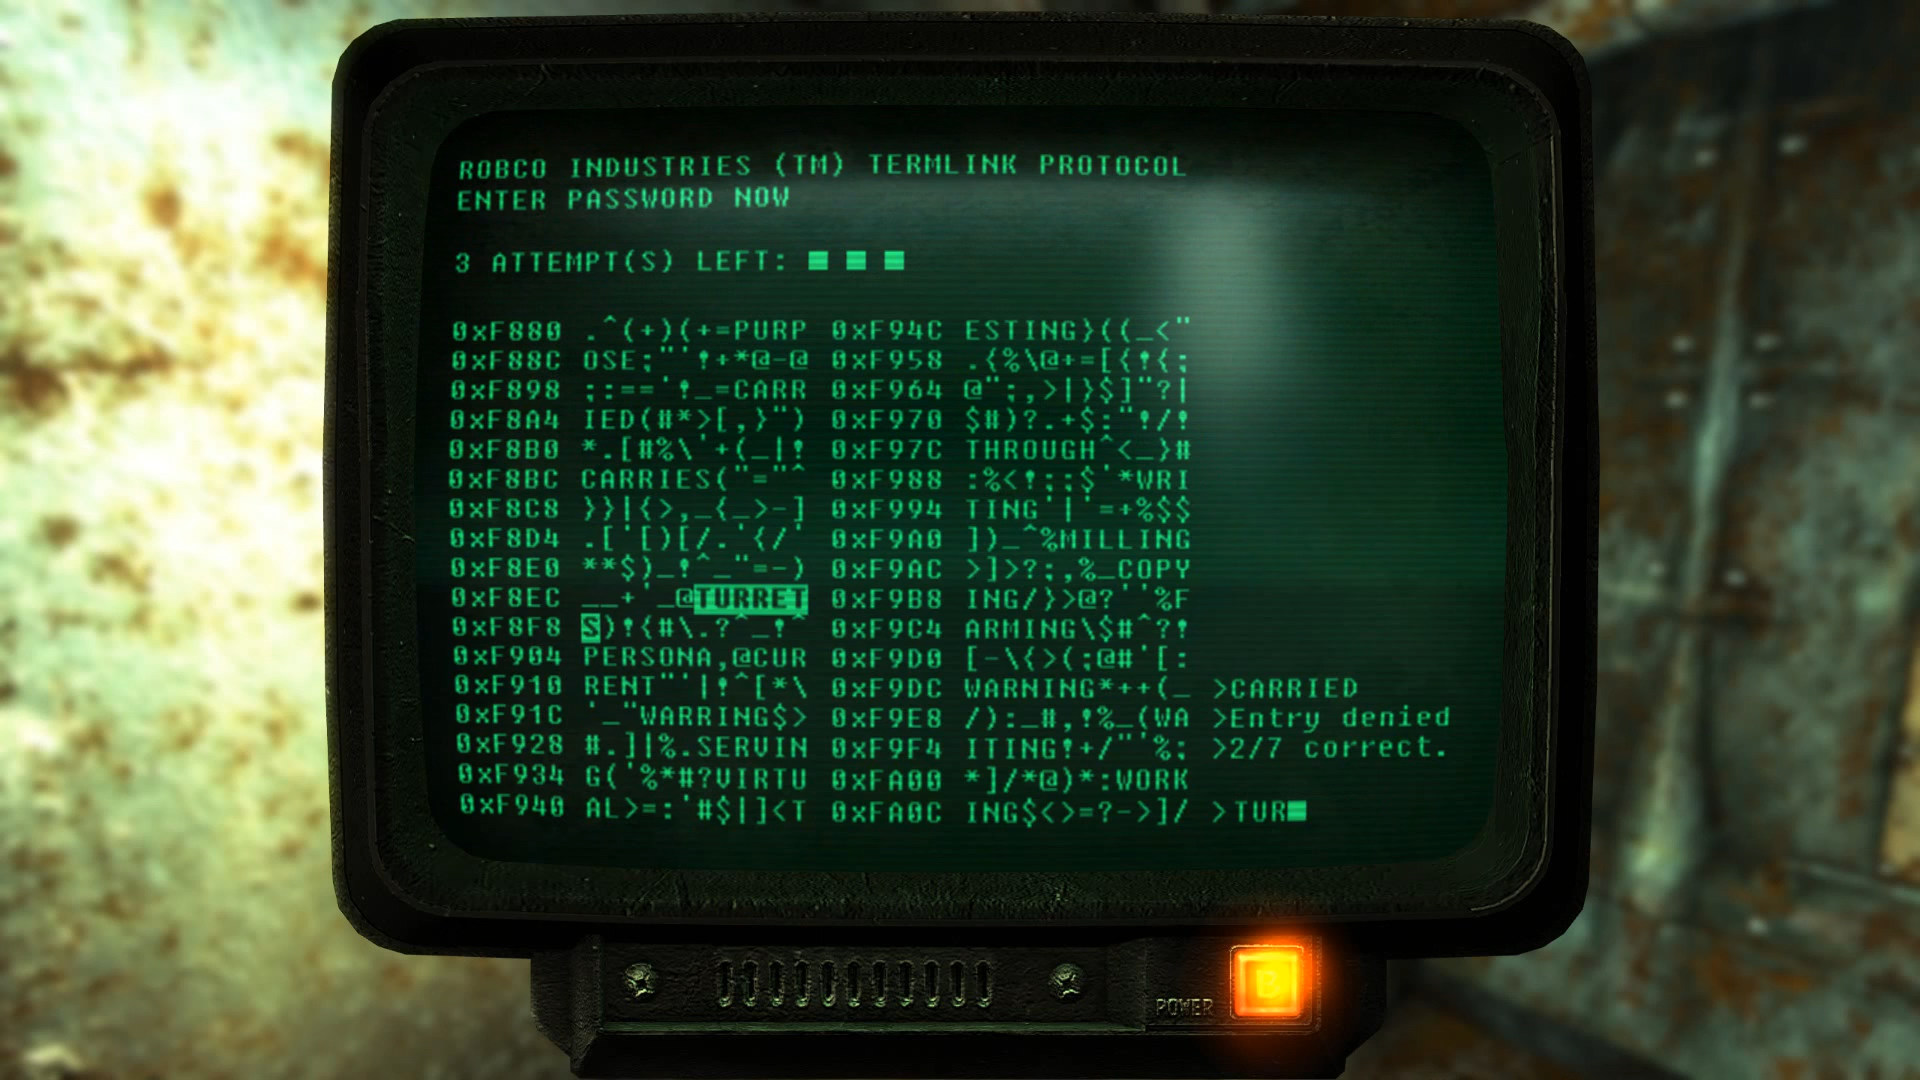 ROBCO INDUSTRIES (TM) TERMLINK PROTOCOL
ENTER PASSWORD NOW
3 ATTEMPT(S) LEFT: ■ ■ ■
0xF880 .^(+)(+=PURP 0xF94C ESTING}((_<"
0xF88C OSE;"'!+*@-@ 0xF958 .{%\@+=[{!{;
0xF898 ;:=='!_=CARR 0xF964 @":,>|}$]"?|
0xF8A4 IED(#*>[,}") 0xF970 $#)?.+$:"!/!
0xF8B0 *.[#%\'+(_|! 0xF97C THROUGH^<_}#
0xF8BC CARRIES("="^ 0xF988 :%<!;;$'*WRI
0xF8C8 }}|{>,_{_>-] 0xF994 TING'|'=+%$$
0xF8D4 .['[)[/.'{/' 0xF9A0 ])_^%MILLING
0xF8E0 **$)_!^_"=-) 0xF9AC >]>?;,%_COPY
0xF8EC __+'_@TURRET 0xF9B8 ING/}>@?''%F
0xF8F8 S)!{#\.?^_!^ 0xF9C4 ARMING\$#^?!
0xF904 PERSONA,@CUR 0xF9D0 [-\{>(;@#'[:
0xF910 RENT"'|!^[*\ 0xF9DC WARNING*++(_ >CARRIED
0xF91C '_"WARRING$> 0xF9E8 /):_#,!%_(WA >Entry denied
0xF928 #.]|%.SERVIN 0xF9F4 ITING!+/"'%; >2/7 correct.
0xF934 G('%*#?VIRTU 0xFA00 *]/*@)*:WORK
0xF940 AL>=:'#$|]<T 0xFA0C ING$<>=?->]/ >TUR■
POWER
B